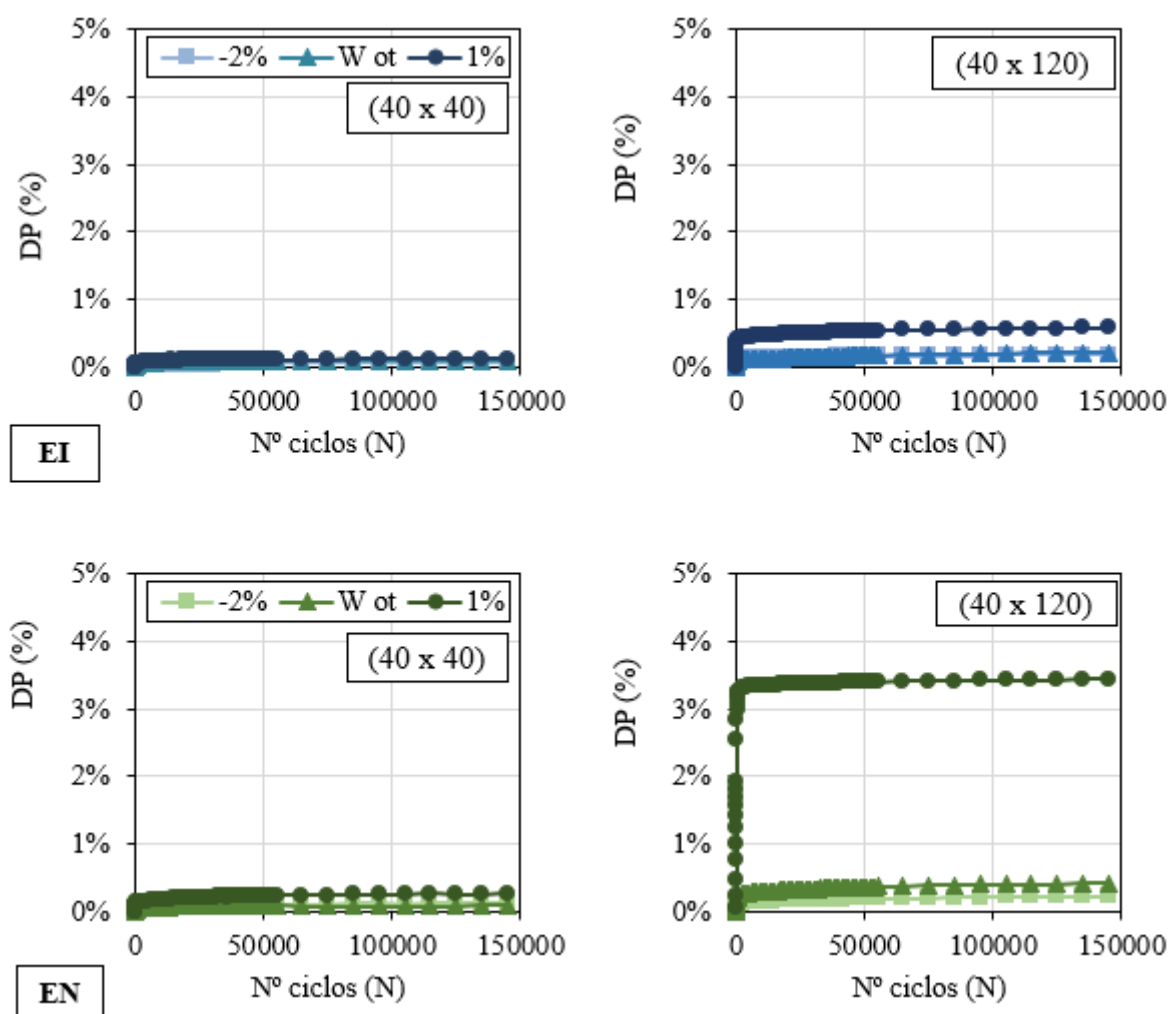 5%
4%
3%
2%
1%
0%
DP (%)
-2% W ot 1%
(40 x 40)
0 50000 100000 150000
Nº ciclos (N)
5%
4%
3%
2%
1%
0%
DP (%)
(40 x 120)
0 50000 100000 150000
Nº ciclos (N)
EI
5%
4%
3%
2%
1%
0%
DP (%)
-2% W ot 1%
(40 x 40)
0 50000 100000 150000
Nº ciclos (N)
5%
4%
3%
2%
1%
0%
DP (%)
(40 x 120)
0 50000 100000 150000
Nº ciclos (N)
EN